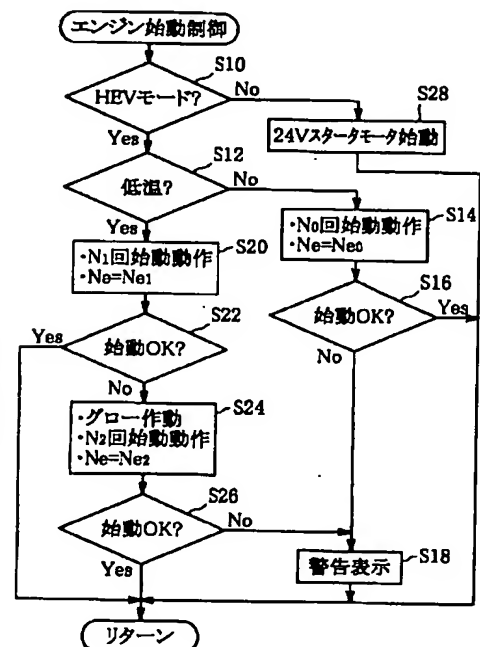 エンジン始動制御
S10
HEVモード?
No
S28
24Vスタータモータ始動
Yes
S12
低温?
No
Yes
S14
・N0回始動動作
・Ne=Ne0
S20
・N1回始動動作
・Ne=Ne1
S16
始動OK?
Yes
No
S22
Yes
始動OK?
No
S24
・グロー作動
・N2回始動動作
・Ne=Ne2
S26
始動OK?
No
Yes
S18
警告表示
リターン